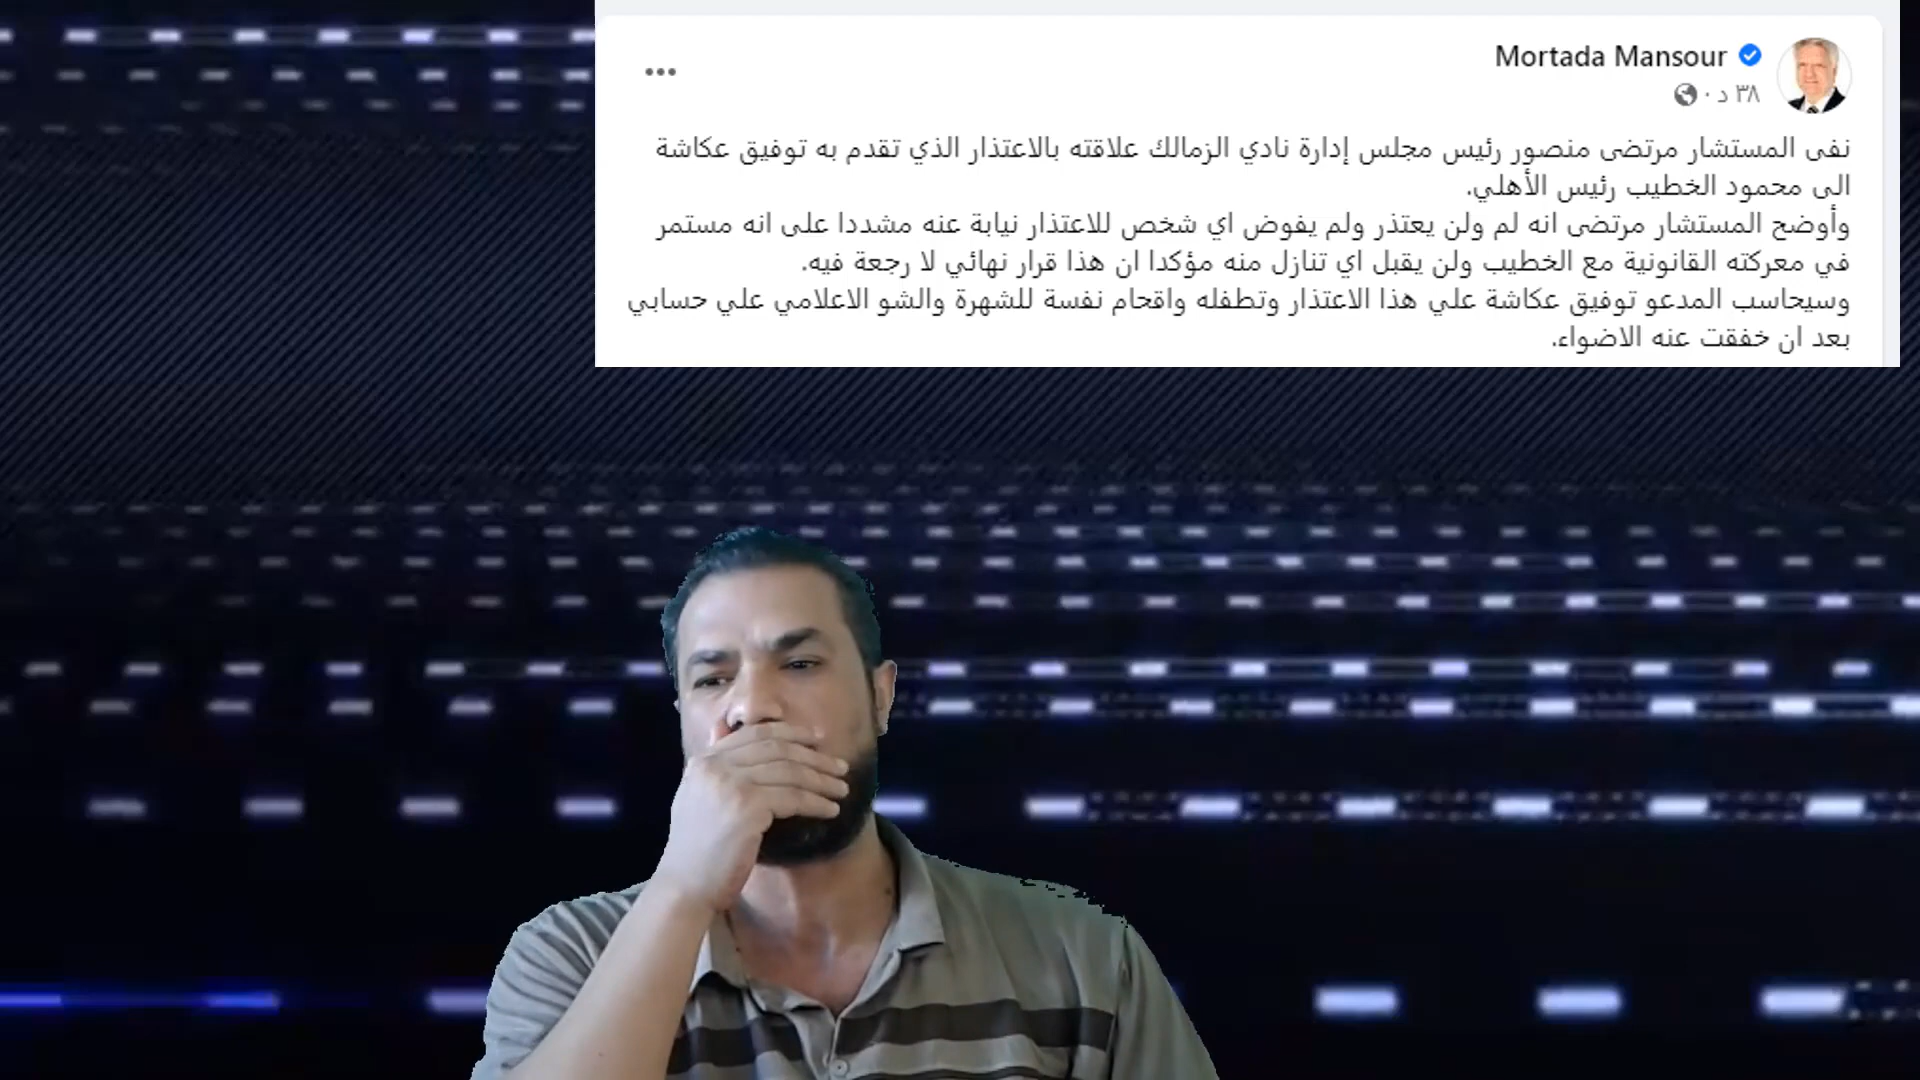 Mortada Mansour
٣٨ د ·
نفى المستشار مرتضى منصور رئيس مجلس إدارة نادي الزمالك علاقته بالاعتذار الذي تقدم به توفيق عكاشة
الى محمود الخطيب رئيس الأهلي.
وأوضح المستشار مرتضى انه لم ولن يعتذر ولم يفوض اي شخص للاعتذار نيابة عنه مشددا على انه مستمر
في معركته القانونية مع الخطيب ولن يقبل اي تنازل منه مؤكدا ان هذا قرار نهائي لا رجعة فيه.
وسيحاسب المدعو توفيق عكاشة علي هذا الاعتذار وتطفله واقحام نفسة للشهرة والشو الاعلامي علي حسابي
بعد ان خفقت عنه الاضواء.